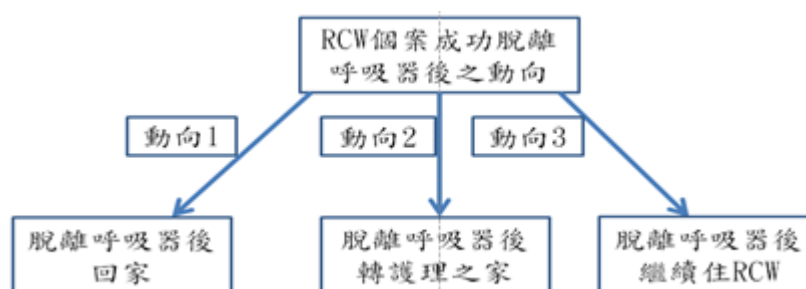 RCW個案成功脫離
呼吸器後之動向
動向1
動向2
動向3
脫離呼吸器後
回家
脫離呼吸器後
轉護理之家
脫離呼吸器後
繼續住RCW